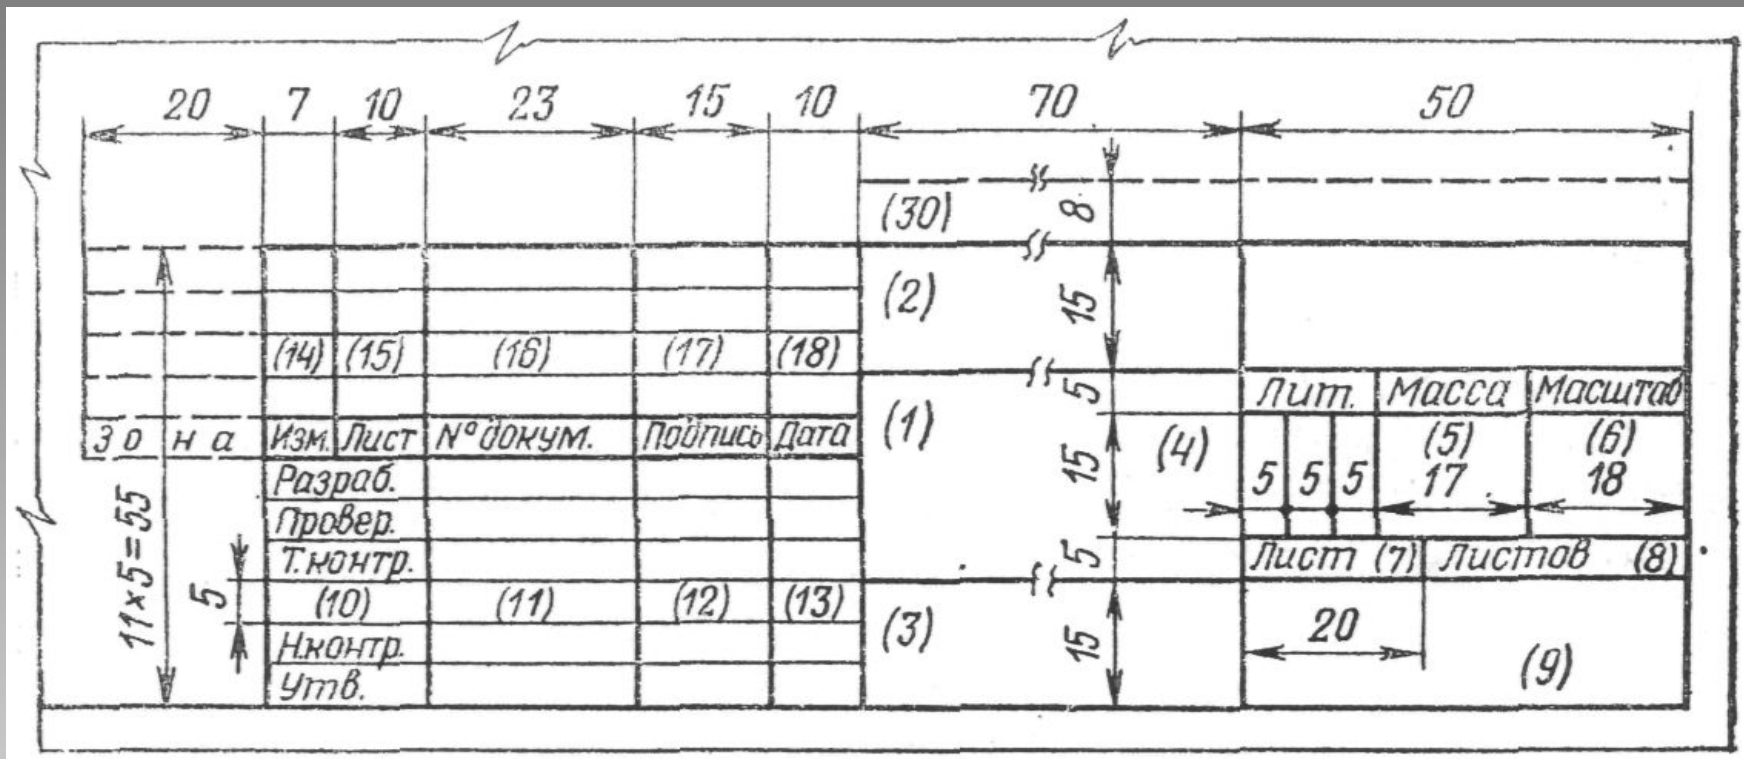 20 7 10 23 15 10 70 50
(30) 8
(2) 15
(14) (15) (16) (17) (18)
5 Лит. Масса Масштаб
Зона Изм. Лист № докум. Подпись Дата (1) (4) (5) (6)
15 5 5 5 17 18
Разраб.
Провер.
Т.контр. 5 Лист (7) Листов (8)
11×5=55 5 (10) (11) (12) (13) (3) 15 20
Н.контр. (9)
Утв.